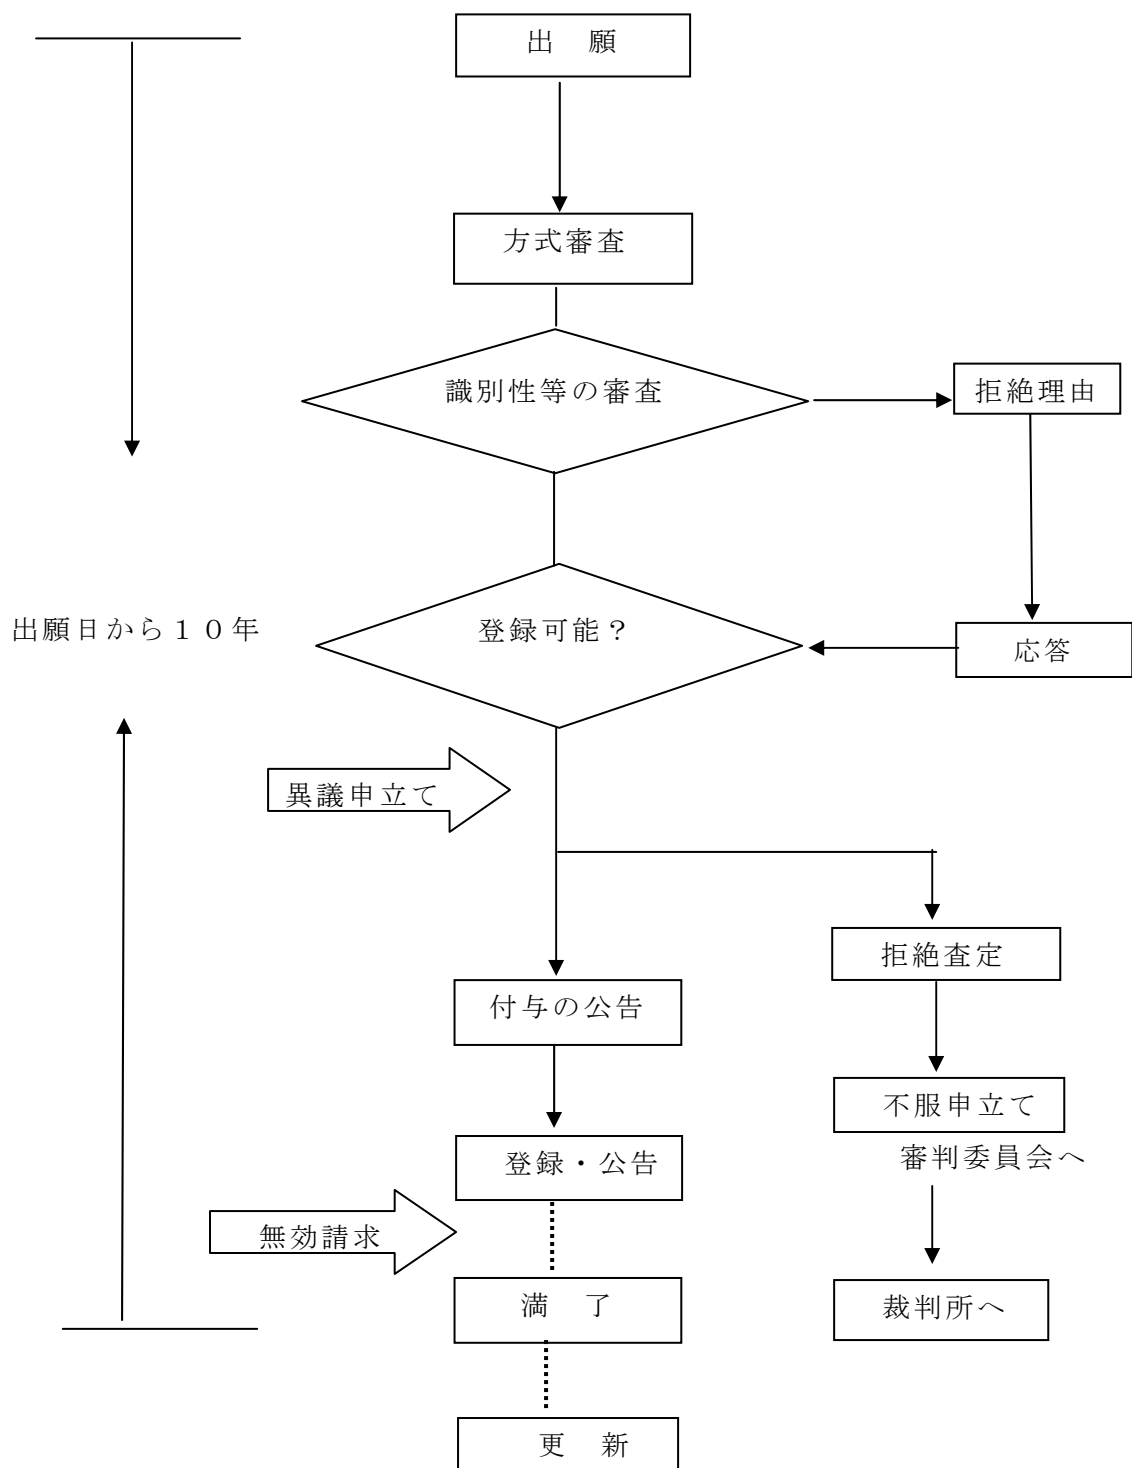 出　願
方式審査
識別性等の審査
拒絶理由
出願日から１０年
登録可能？
応答
異議申立て
拒絶査定
付与の公告
不服申立て
審判委員会へ
登録・公告
無効請求
満　了
裁判所へ
更　新